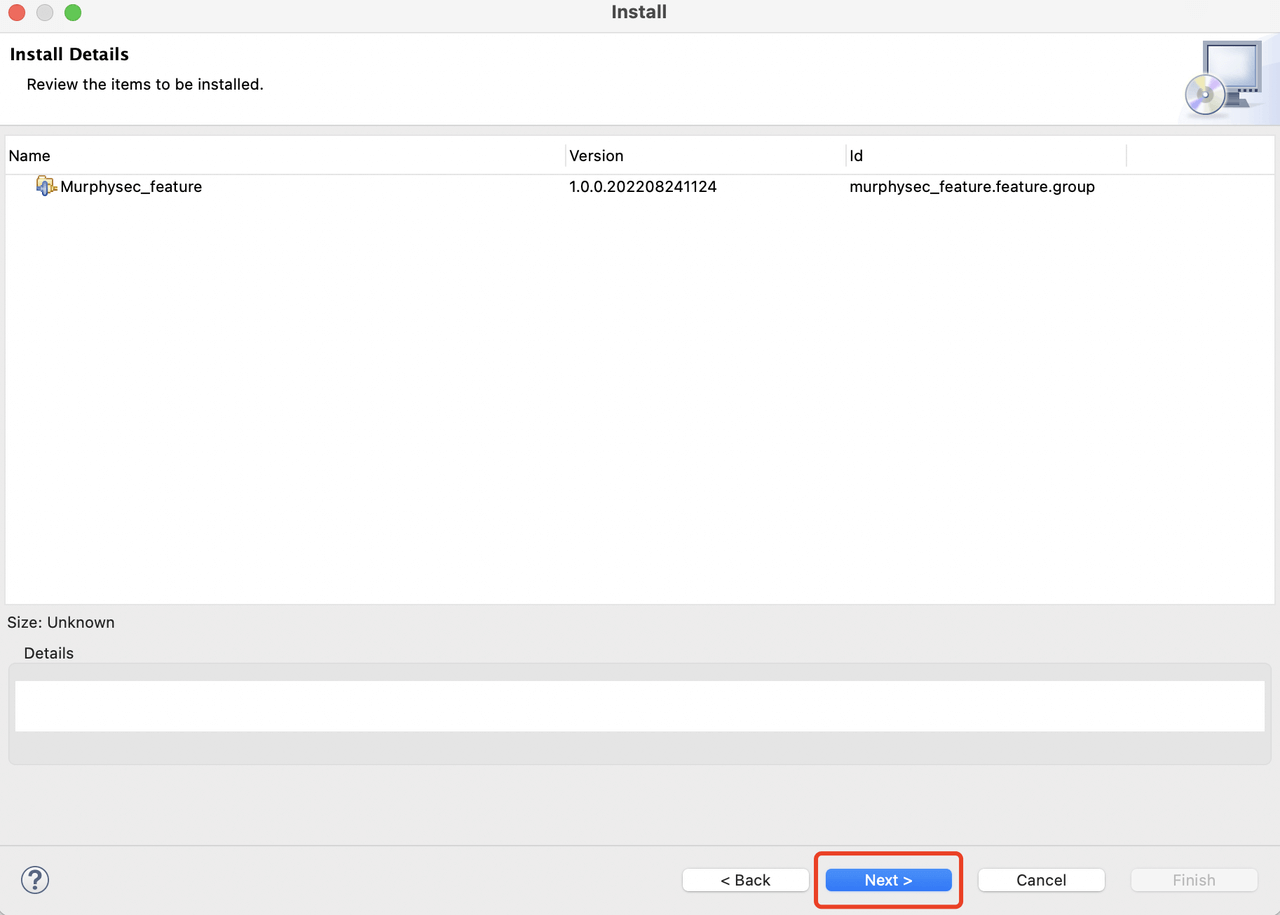 Install
Install Details
Review the items to be installed.
Name Version Id
Murphysec_feature 1.0.0.202208241124 murphysec_feature.feature.group
Size: Unknown
Details
? < Back Next > Cancel Finish